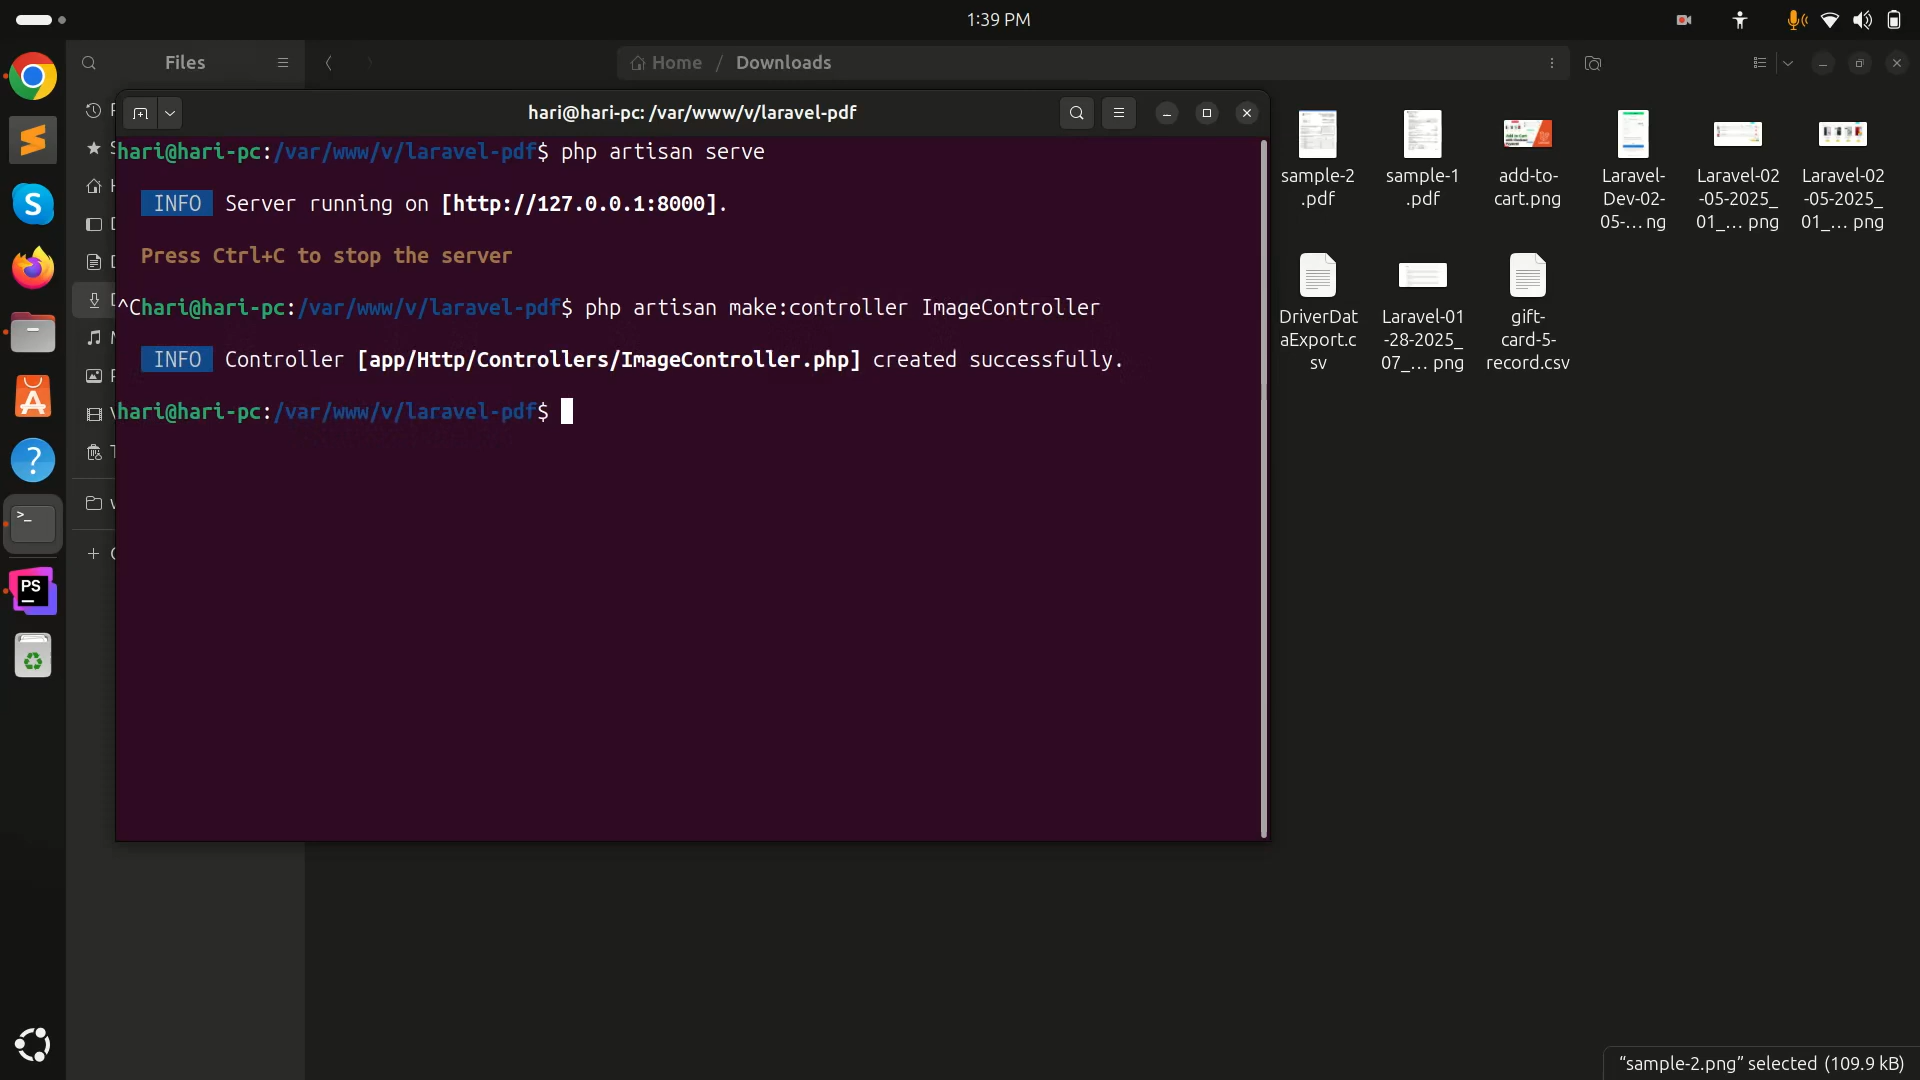 1:39 PM
Files
Home / Downloads
hari@hari-pc: /var/www/v/laravel-pdf
hari@hari-pc:/var/www/v/laravel-pdf$ php artisan serve
INFO Server running on [http://127.0.0.1:8000].
Press Ctrl+C to stop the server
^Chari@hari-pc:/var/www/v/laravel-pdf$ php artisan make:controller ImageController
INFO Controller [app/Http/Controllers/ImageController.php] created successfully.
hari@hari-pc:/var/www/v/laravel-pdf$
sample-2
.pdf
sample-1
.pdf
add-to-
cart.png
Laravel-
Dev-02-
05-…ng
Laravel-02
-05-2025_
01_… png
Laravel-02
-05-2025_
01_… png
DriverDat
aExport.c
sv
Laravel-01
-28-2025_
07_… png
gift-
card-5-
record.csv
S
A
?
>_
PS
“sample-2.png” selected (109.9 kB)